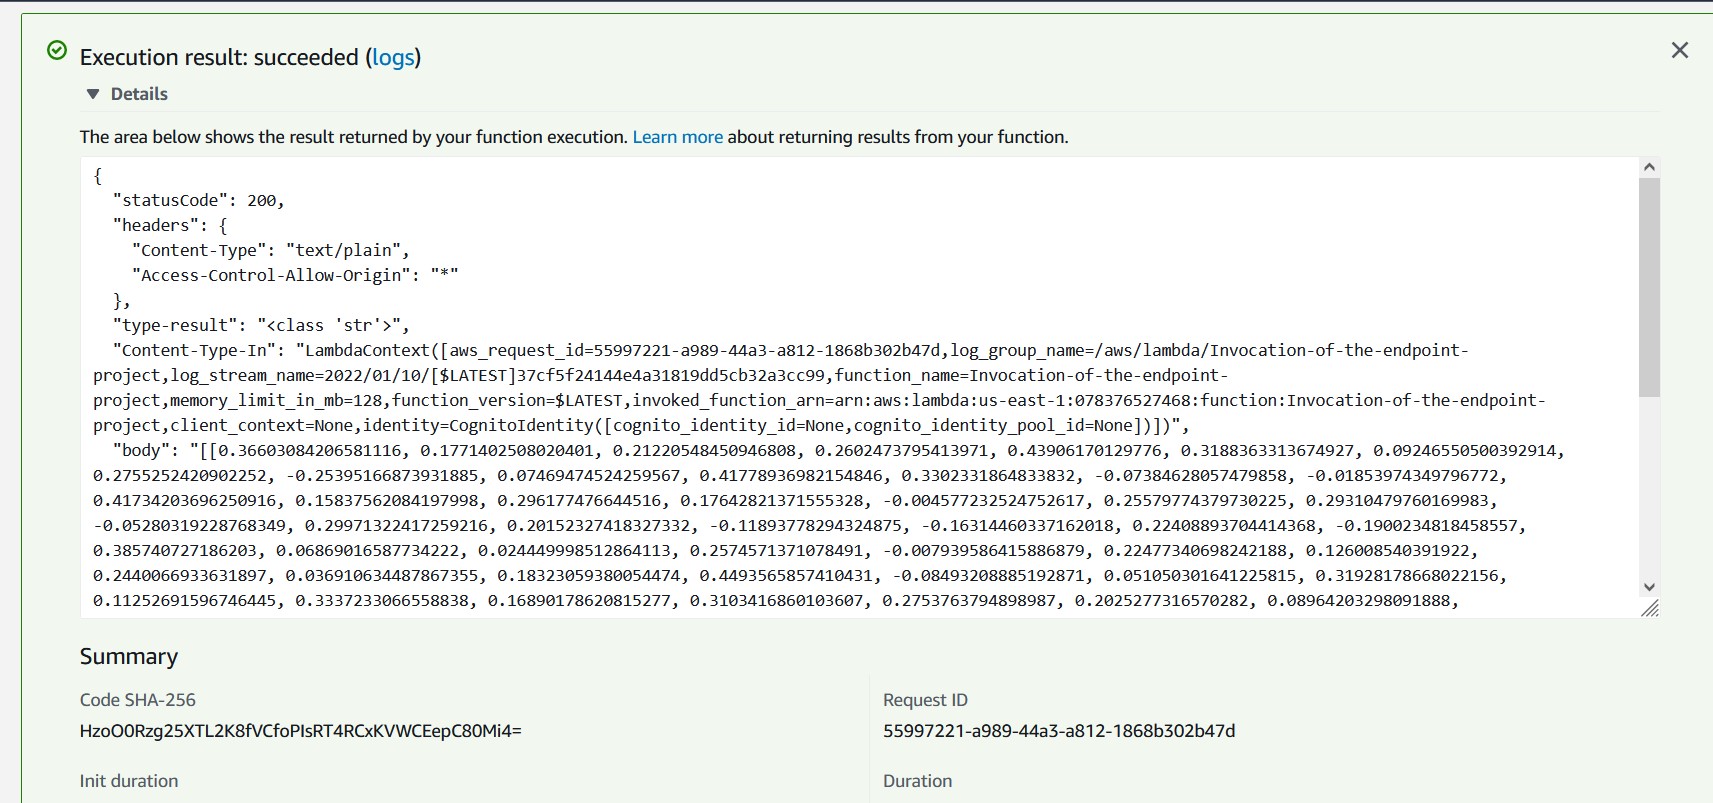 Execution result: succeeded (logs)
Details
The area below shows the result returned by your function execution. Learn more about returning results from your function.
{
  "statusCode": 200,
  "headers": {
    "Content-Type": "text/plain",
    "Access-Control-Allow-Origin": "*"
  },
  "type-result": "<class 'str'>",
  "Content-Type-In": "LambdaContext([aws_request_id=55997221-a989-44a3-a812-1868b302b47d,log_group_name=/aws/lambda/Invocation-of-the-endpoint-
project,log_stream_name=2022/01/10/[$LATEST]37cf5f24144e4a31819dd5cb32a3cc99,function_name=Invocation-of-the-endpoint-
project,memory_limit_in_mb=128,function_version=$LATEST,invoked_function_arn=arn:aws:lambda:us-east-1:078376527468:function:Invocation-of-the-endpoint-
project,client_context=None,identity=CognitoIdentity([cognito_identity_id=None,cognito_identity_pool_id=None])])",
  "body": "[[0.36603084206581116, 0.1771402508020401, 0.21220548450946808, 0.2602473795413971, 0.43906170129776, 0.3188363313674927, 0.09246550500392914,
0.2755252420902252, -0.25395166873931885, 0.07469474524259567, 0.41778936982154846, 0.3302331864833832, -0.07384628057479858, -0.01853974349796772,
0.41734203696250916, 0.15837562084197998, 0.296177476644516, 0.17642821371555328, -0.004577232524752617, 0.25579774379730225, 0.29310479760169983,
-0.05280319228768349, 0.29971322417259216, 0.20152327418327332, -0.11893778294324875, -0.16314460337162018, 0.22408893704414368, -0.1900234818458557,
0.385740727186203, 0.06869016587734222, 0.024449998512864113, 0.2574571371078491, -0.007939586415886879, 0.22477340698242188, 0.126008540391922,
0.2440066933631897, 0.036910634487867355, 0.18323059380054474, 0.4493565857410431, -0.08493208885192871, 0.051050301641225815, 0.31928178668022156,
0.11252691596746445, 0.3337233066558838, 0.16890178620815277, 0.3103416860103607, 0.2753763794898987, 0.2025277316570282, 0.08964203298091888,
Summary
Code SHA-256
HzoO0Rzg25XTL2K8fVCfoPIsRT4RCxKVWCEepC80Mi4=
Request ID
55997221-a989-44a3-a812-1868b302b47d
Init duration
Duration